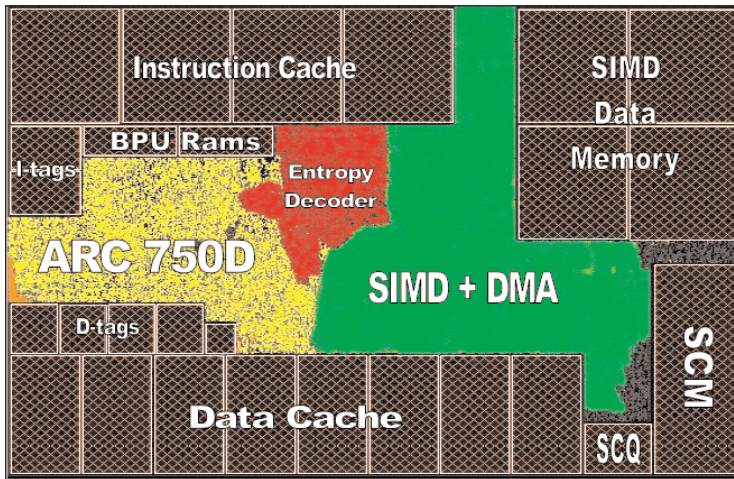 Instruction Cache
SIMD
Data
Memory
I-tags
BPU Rams
Entropy
Decoder
ARC 750D
SIMD + DMA
D-tags
SCM
Data Cache
SCQ